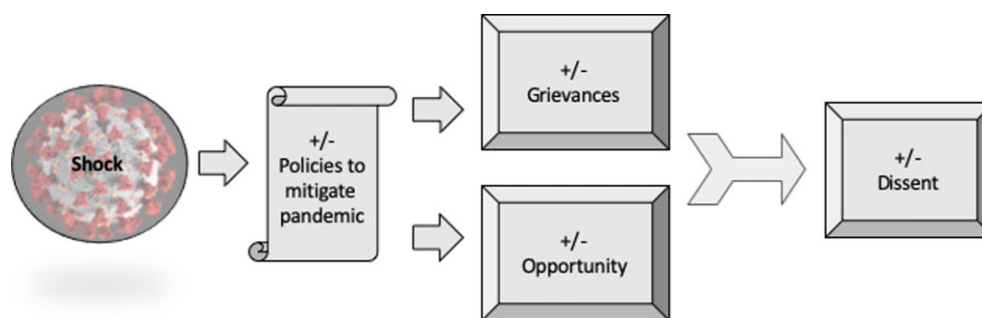 Shock
+/-
Policies to
mitigate
pandemic
+/-
Grievances
+/-
Opportunity
+/-
Dissent